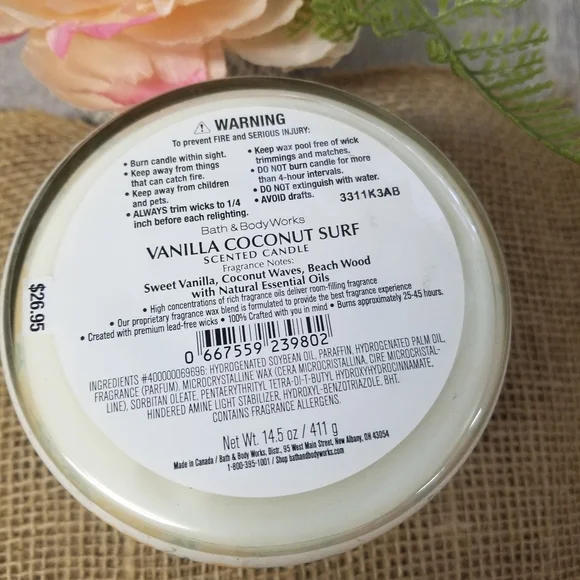 ⚠ WARNING
To prevent FIRE and SERIOUS INJURY:
• Burn candle within sight.
• Keep away from things
that can catch fire.
• Keep away from children
and pets.
• ALWAYS trim wicks to 1/4
inch before each relighting.
• Keep wax pool free of wick
trimmings and matches.
• DO NOT burn candle for more
than 4-hour intervals.
• DO NOT extinguish with water.
• AVOID drafts.
3311K3AB
Bath & Body Works
VANILLA COCONUT SURF
SCENTED CANDLE
Fragrance Notes:
Sweet Vanilla, Coconut Waves, Beach Wood
with Natural Essential Oils
• High concentrations of rich fragrance oils deliver room-filling fragrance
• Our proprietary fragrance wax blend is formulated to provide the best fragrance experience
• Created with premium lead-free wicks • 100% Crafted with you in mind • Burns approximately 25-45 hours.
0 667559 239802
INGREDIENTS #400000069696: HYDROGENATED SOYBEAN OIL, PARAFFIN, HYDROGENATED PALM OIL,
FRAGRANCE (PARFUM), MICROCRYSTALLINE WAX (CERA MICROCRISTALLINA, CIRE MICROCRISTAL-
LINE), SORBITAN OLEATE, PENTAERYTHRITYL TETRA-DI-T-BUTYL HYDROXYHYDROCINNAMATE,
HINDERED AMINE LIGHT STABILIZER, HYDROXYL-BENZOTRIAZOLE, BHT.
CONTAINS FRAGRANCE ALLERGENS.
Net Wt. 14.5 oz / 411 g
Made in Canada / Bath & Body Works, Distr., 95 West Main Street, New Albany, OH 43054
1-800-395-1001 / Shop bathandbodyworks.com
$26.95